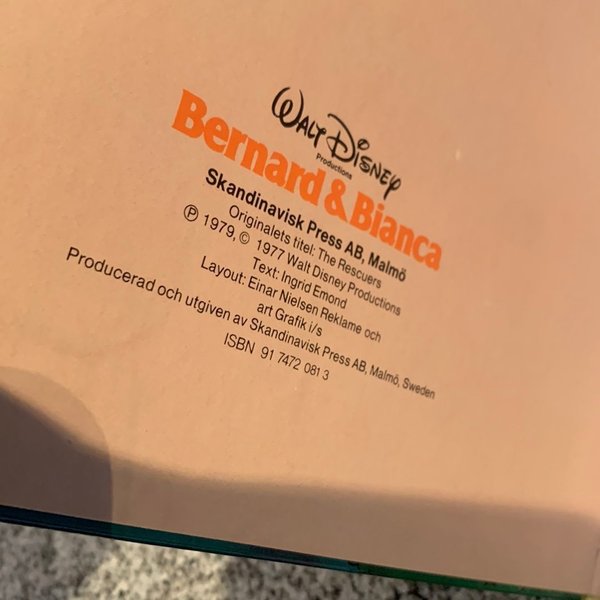 Walt Disney
Productions
Bernard & Bianca
Skandinavisk Press AB, Malmö
Originalets titel: The Rescuers
℗ 1979, © 1977 Walt Disney Productions
Text: Ingrid Emond
Layout: Einar Nielsen Reklame och
art Grafik i/s
Producerad och utgiven av Skandinavisk Press AB, Malmö, Sweden
ISBN 91 7472 081 3